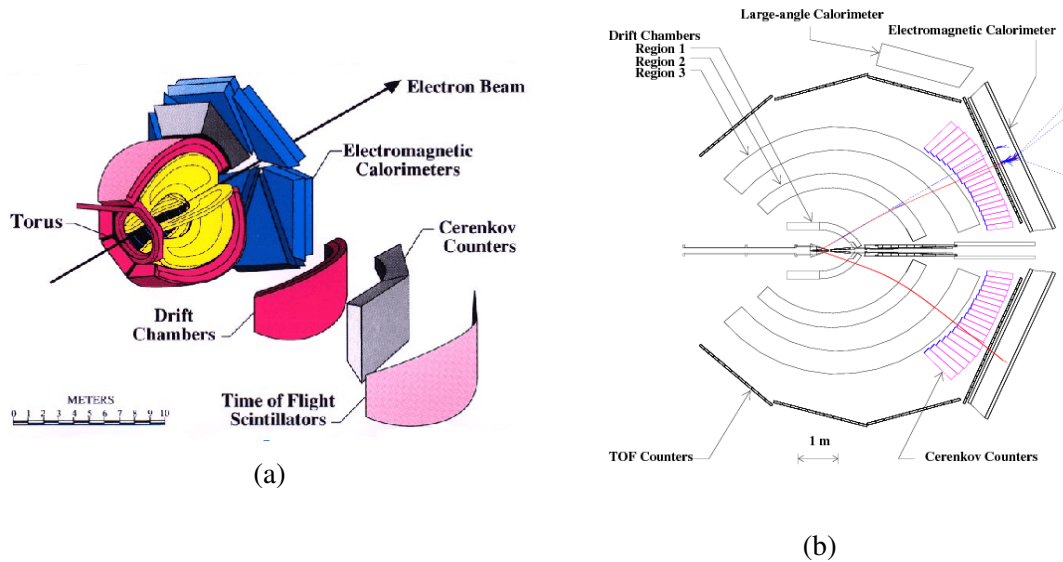 Electron Beam
Electromagnetic
Calorimeters
Torus
Cerenkov
Counters
Drift
Chambers
Time of Flight
Scintillators
METERS
0 1 2 3 4 5 6 7 8 9 10
(a)
Large-angle Calorimeter
Electromagnetic Calorimeter
Drift Chambers
Region 1
Region 2
Region 3
1 m
TOF Counters
Cerenkov Counters
(b)